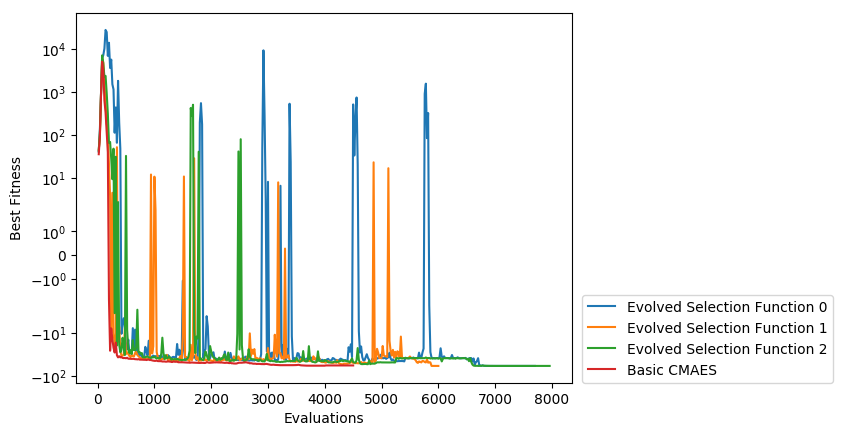 10⁴
10³
10²
10¹
10⁰
0
−10⁰
−10¹
−10²
Best Fitness
0 1000 2000 3000 4000 5000 6000 7000 8000
Evaluations
Evolved Selection Function 0
Evolved Selection Function 1
Evolved Selection Function 2
Basic CMAES